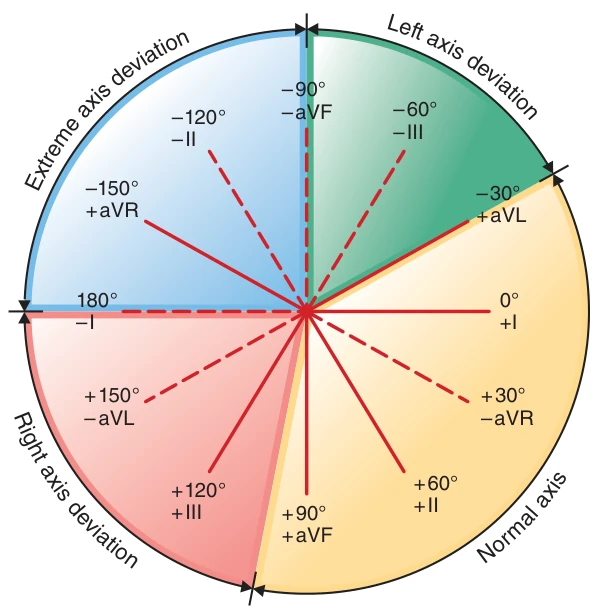 Extreme axis deviation
Left axis deviation
−90°
−aVF
−120°
−II
−60°
−III
−150°
+aVR
−30°
+aVL
180°
−I
0°
+I
+150°
−aVL
+30°
−aVR
+120°
+III
+60°
+II
+90°
+aVF
Right axis deviation
Normal axis